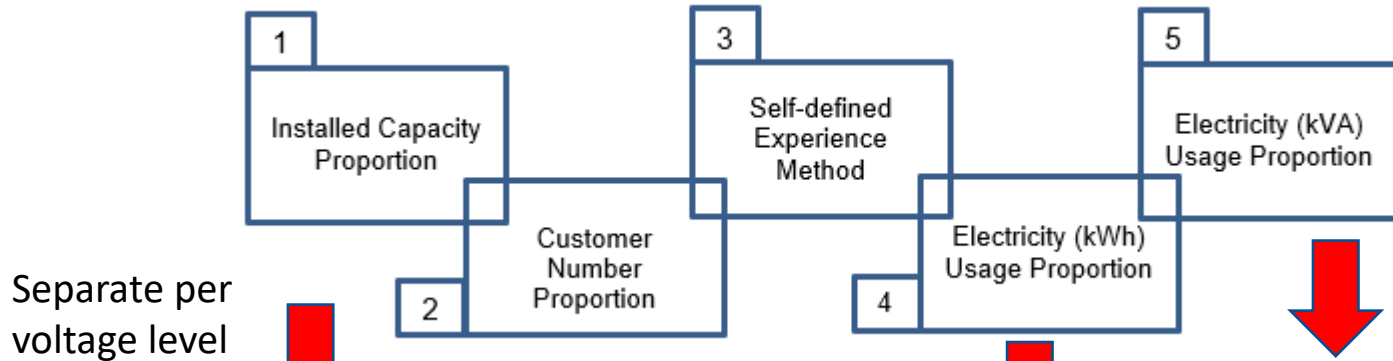 1
Installed Capacity
Proportion
2
Customer
Number
Proportion
3
Self-defined
Experience
Method
4
Electricity (kWh)
Usage Proportion
5
Electricity (kVA)
Usage Proportion
Separate per
voltage level